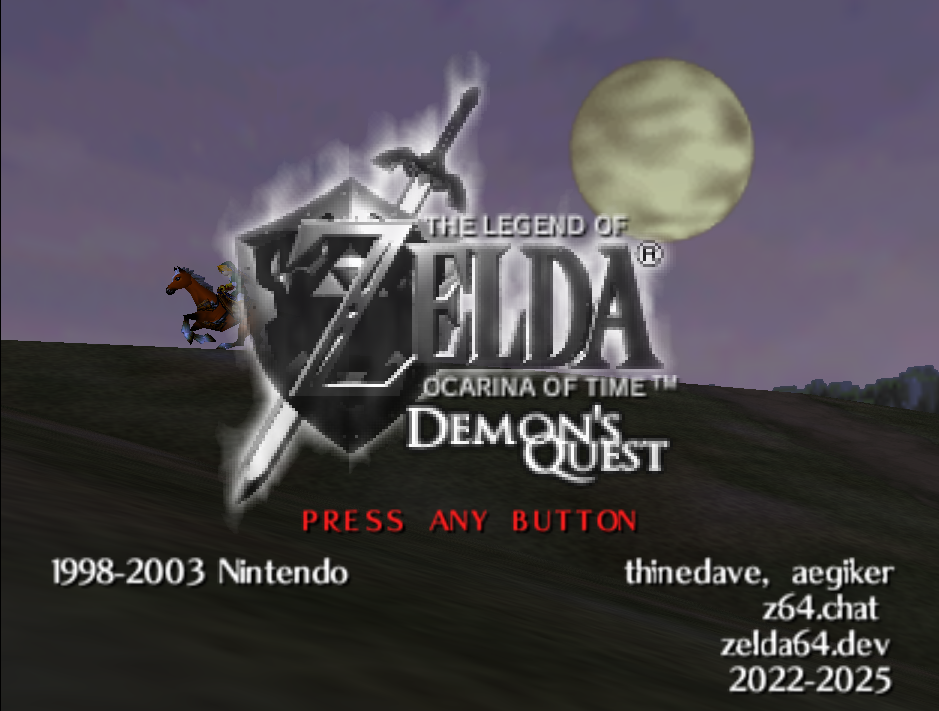 THE LEGEND OF
ZELDA®
OCARINA OF TIME™
DEMON'S
QUEST
PRESS ANY BUTTON
1998-2003 Nintendo
thinedave, aegiker
z64.chat
zelda64.dev
2022-2025